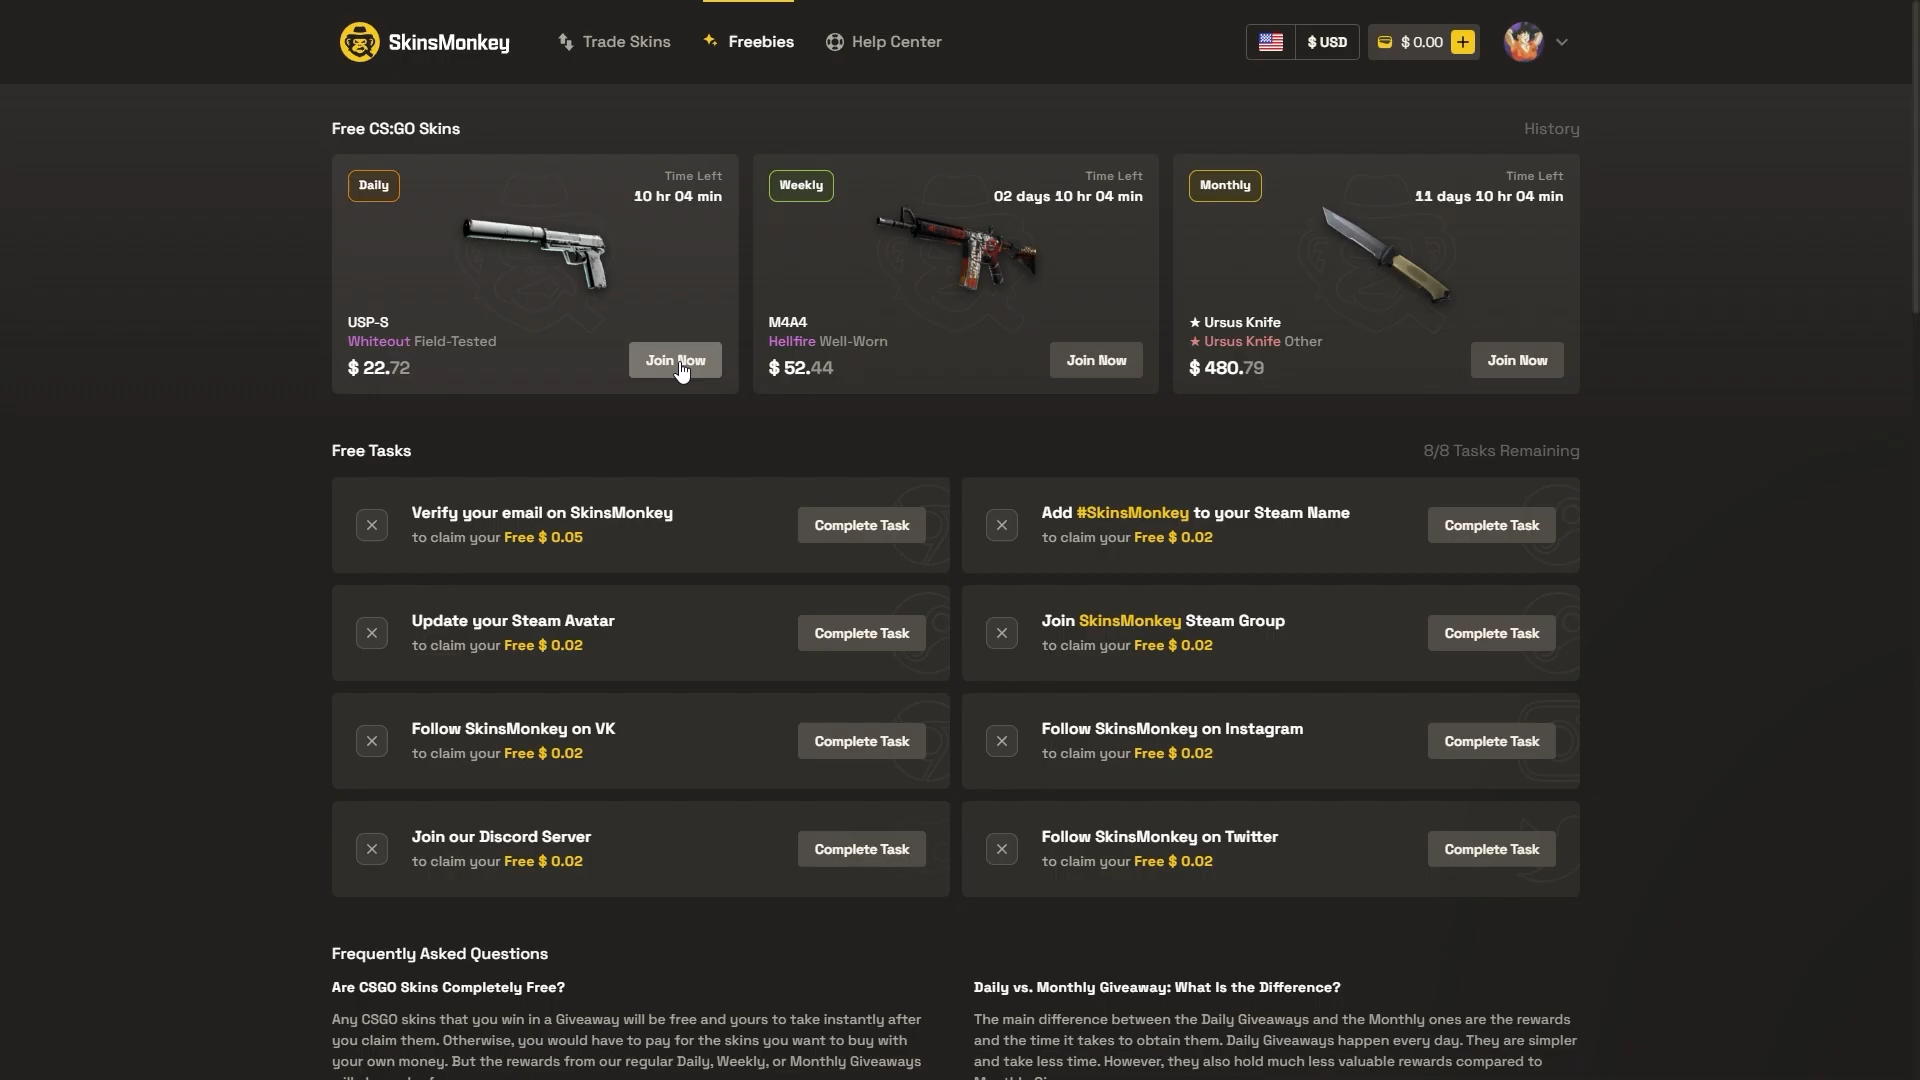 SkinsMonkey
Trade Skins
Freebies
Help Center
$ USD
$ 0.00
Free CS:GO Skins
History
Daily
Time Left
10 hr 04 min
USP-S
Whiteout Field-Tested
$ 22.72
Join Now
Weekly
Time Left
02 days 10 hr 04 min
M4A4
Hellfire Well-Worn
$ 52.44
Join Now
Monthly
Time Left
11 days 10 hr 04 min
★ Ursus Knife
★ Ursus Knife Other
$ 480.79
Join Now
Free Tasks
8/8 Tasks Remaining
Verify your email on SkinsMonkey
to claim your Free $ 0.05
Complete Task
Add #SkinsMonkey to your Steam Name
to claim your Free $ 0.02
Complete Task
Update your Steam Avatar
to claim your Free $ 0.02
Complete Task
Join SkinsMonkey Steam Group
to claim your Free $ 0.02
Complete Task
Follow SkinsMonkey on VK
to claim your Free $ 0.02
Complete Task
Follow SkinsMonkey on Instagram
to claim your Free $ 0.02
Complete Task
Join our Discord Server
to claim your Free $ 0.02
Complete Task
Follow SkinsMonkey on Twitter
to claim your Free $ 0.02
Complete Task
Frequently Asked Questions
Are CSGO Skins Completely Free?
Any CSGO skins that you win in a Giveaway will be free and yours to take instantly after
you claim them. Otherwise, you would have to pay for the skins you want to buy with
your own money. But the rewards from our regular Daily, Weekly, or Monthly Giveaways
Daily vs. Monthly Giveaway: What Is the Difference?
The main difference between the Daily Giveaways and the Monthly ones are the rewards
and the time it takes to obtain them. Daily Giveaways happen every day. They are simpler
and take less time. However, they also hold much less valuable rewards compared to